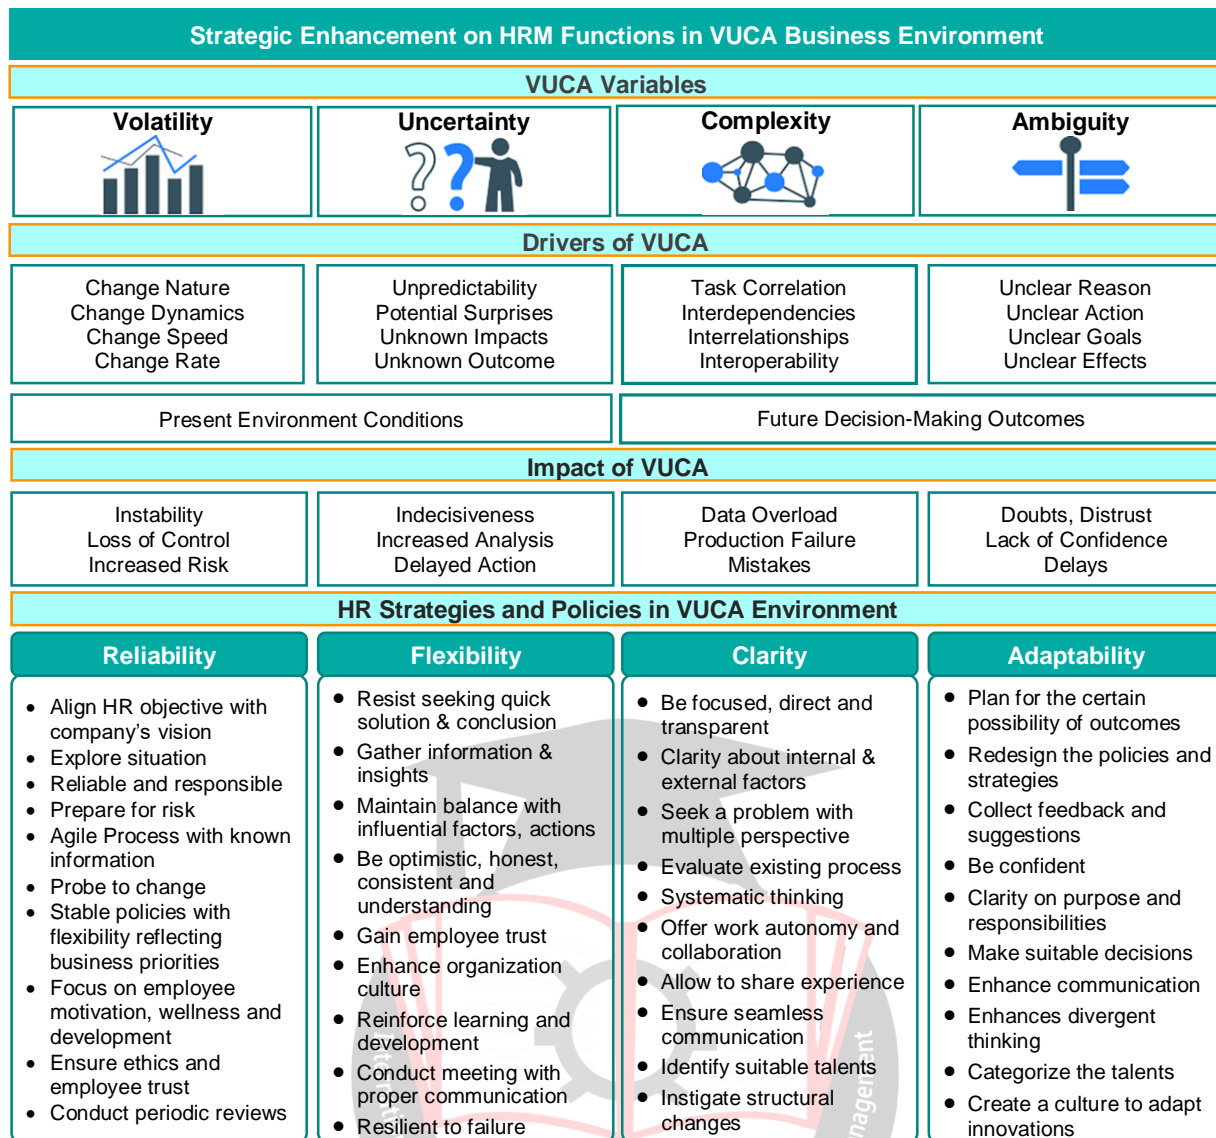 Strategic Enhancement on HRM Functions in VUCA Business Environment
VUCA Variables
Volatility
Uncertainty
Complexity
Ambiguity
Drivers of VUCA
Change Nature
Change Dynamics
Change Speed
Change Rate
Unpredictability
Potential Surprises
Unknown Impacts
Unknown Outcome
Task Correlation
Interdependencies
Interrelationships
Interoperability
Unclear Reason
Unclear Action
Unclear Goals
Unclear Effects
Present Environment Conditions
Future Decision-Making Outcomes
Impact of VUCA
Instability
Loss of Control
Increased Risk
Indecisiveness
Increased Analysis
Delayed Action
Data Overload
Production Failure
Mistakes
Doubts, Distrust
Lack of Confidence
Delays
HR Strategies and Policies in VUCA Environment
Reliability
• Align HR objective with
company's vision
• Explore situation
• Reliable and responsible
• Prepare for risk
• Agile Process with known
information
• Probe to change
• Stable policies with
flexibility reflecting
business priorities
• Focus on employee
motivation, wellness and
development
• Ensure ethics and
employee trust
• Conduct periodic reviews
Flexibility
• Resist seeking quick
solution & conclusion
• Gather information &
insights
• Maintain balance with
influential factors, actions
• Be optimistic, honest,
consistent and
understanding
• Gain employee trust
• Enhance organization
culture
• Reinforce learning and
development
• Conduct meeting with
proper communication
• Resilient to failure
Clarity
• Be focused, direct and
transparent
• Clarity about internal &
external factors
• Seek a problem with
multiple perspective
• Evaluate existing process
• Systematic thinking
• Offer work autonomy and
collaboration
• Allow to share experience
• Ensure seamless
communication
• Identify suitable talents
• Instigate structural
changes
Adaptability
• Plan for the certain
possibility of outcomes
• Redesign the policies and
strategies
• Collect feedback and
suggestions
• Be confident
• Clarity on purpose and
responsibilities
• Make suitable decisions
• Enhance communication
• Enhances divergent
thinking
• Categorize the talents
• Create a culture to adapt
innovations